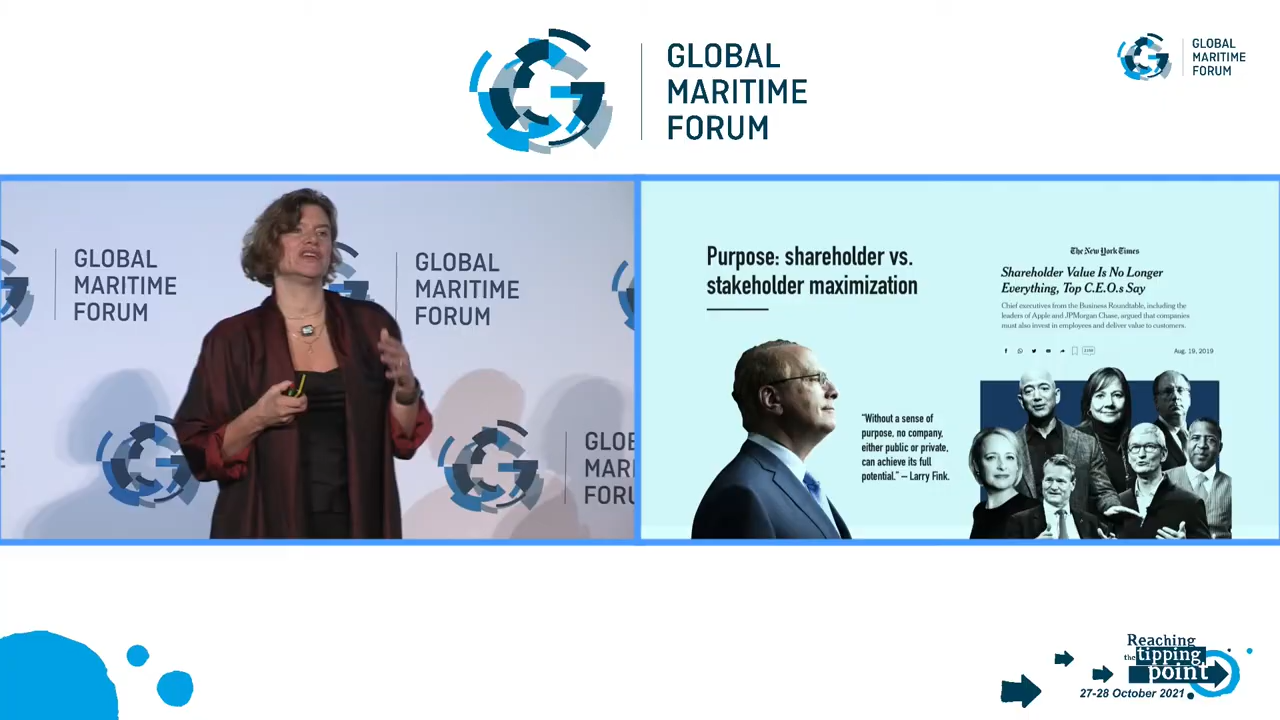 GLOBAL
MARITIME
FORUM
GLOBAL
MARITIME
FORUM
GLOBAL
MARITIME
FORUM
GLOBAL
MARITIME
FORUM
GLOB
MARI
FORU
Purpose: shareholder vs.
stakeholder maximization
“Without a sense of
purpose, no company,
either public or private,
can achieve its full
potential.” – Larry Fink.
The New York Times
Shareholder Value Is No Longer
Everything, Top C.E.O.s Say
Chief executives from the Business Roundtable, including the
leaders of Apple and JPMorgan Chase, argued that companies
must also invest in employees and deliver value to customers.
Aug. 19, 2019
Reaching
the tipping
point
27-28 October 2021